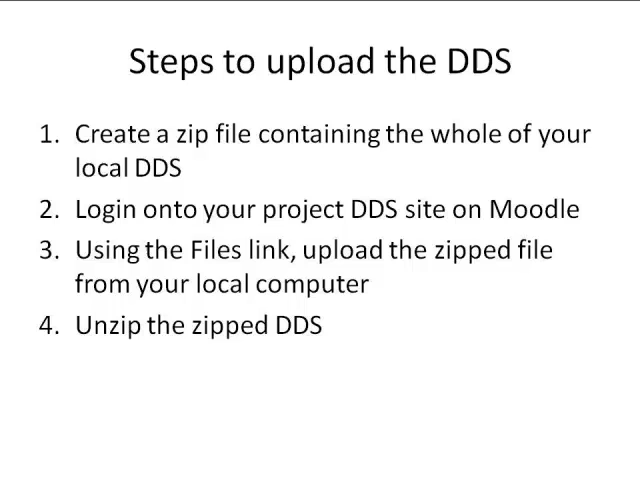 Steps to upload the DDS
1. Create a zip file containing the whole of your
local DDS
2. Login onto your project DDS site on Moodle
3. Using the Files link, upload the zipped file
from your local computer
4. Unzip the zipped DDS